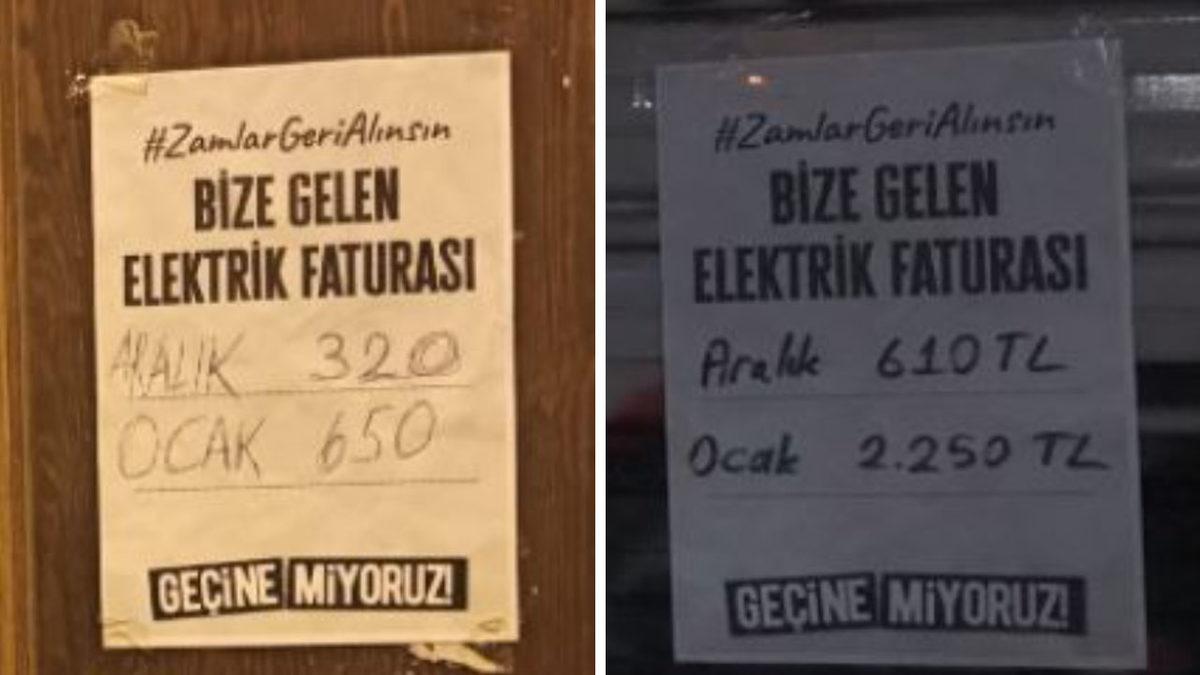 #ZamlarGeriAlınsın
BİZE GELEN
ELEKTRİK FATURASI
ARALIK 320
OCAK 650
GEÇİNE MİYORUZ!
#ZamlarGeriAlınsın
BİZE GELEN
ELEKTRİK FATURASI
Aralık 610 TL
Ocak 2.250 TL
GEÇİNE MİYORUZ!